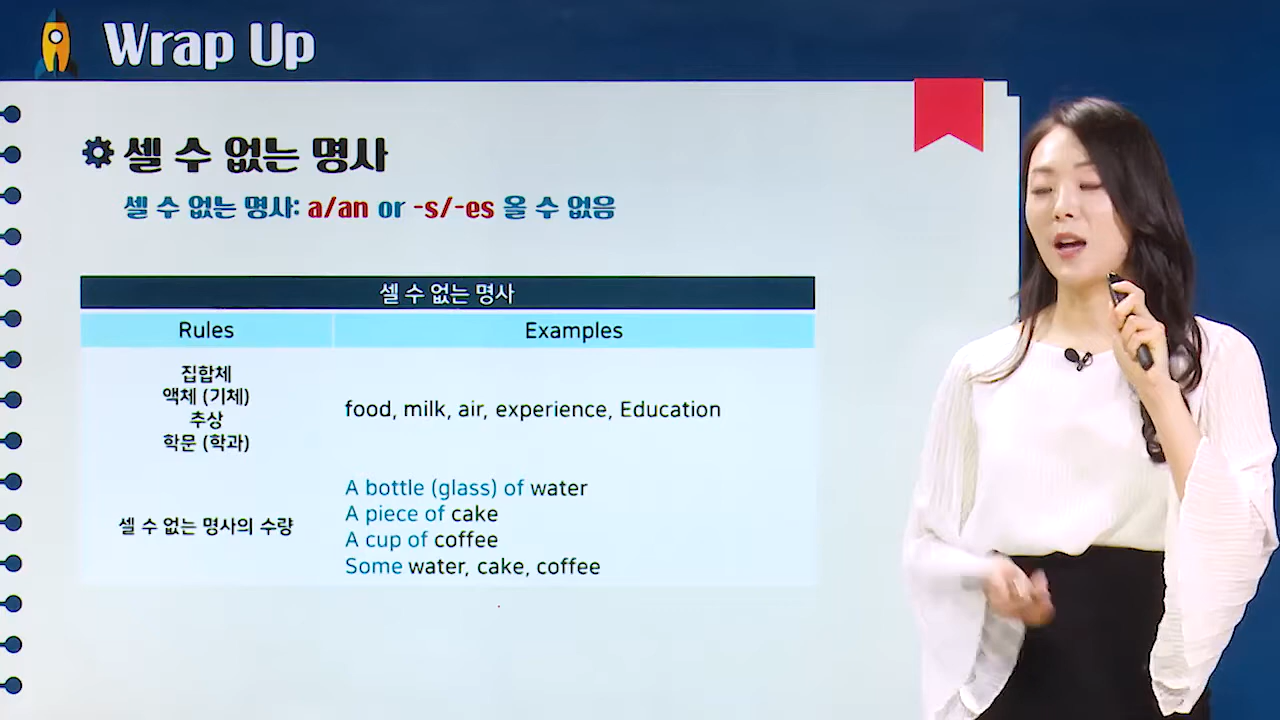 Wrap Up
셀 수 없는 명사
셀 수 없는 명사: a/an or -s/-es 올 수 없음
셀 수 없는 명사
Rules
Examples
집합체
액체 (기체)
추상
학문 (학과)
food, milk, air, experience, Education
셀 수 없는 명사의 수량
A bottle (glass) of water
A piece of cake
A cup of coffee
Some water, cake, coffee